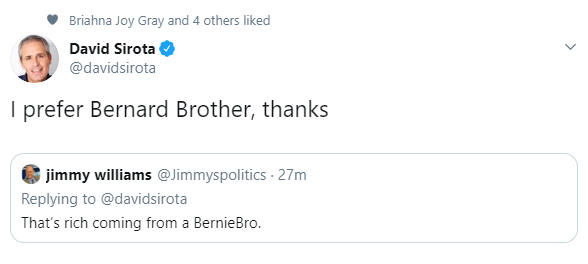 Briahna Joy Gray and 4 others liked
David Sirota
@davidsirota
I prefer Bernard Brother, thanks
jimmy williams @Jimmyspolitics · 27m
Replying to @davidsirota
That's rich coming from a BernieBro.